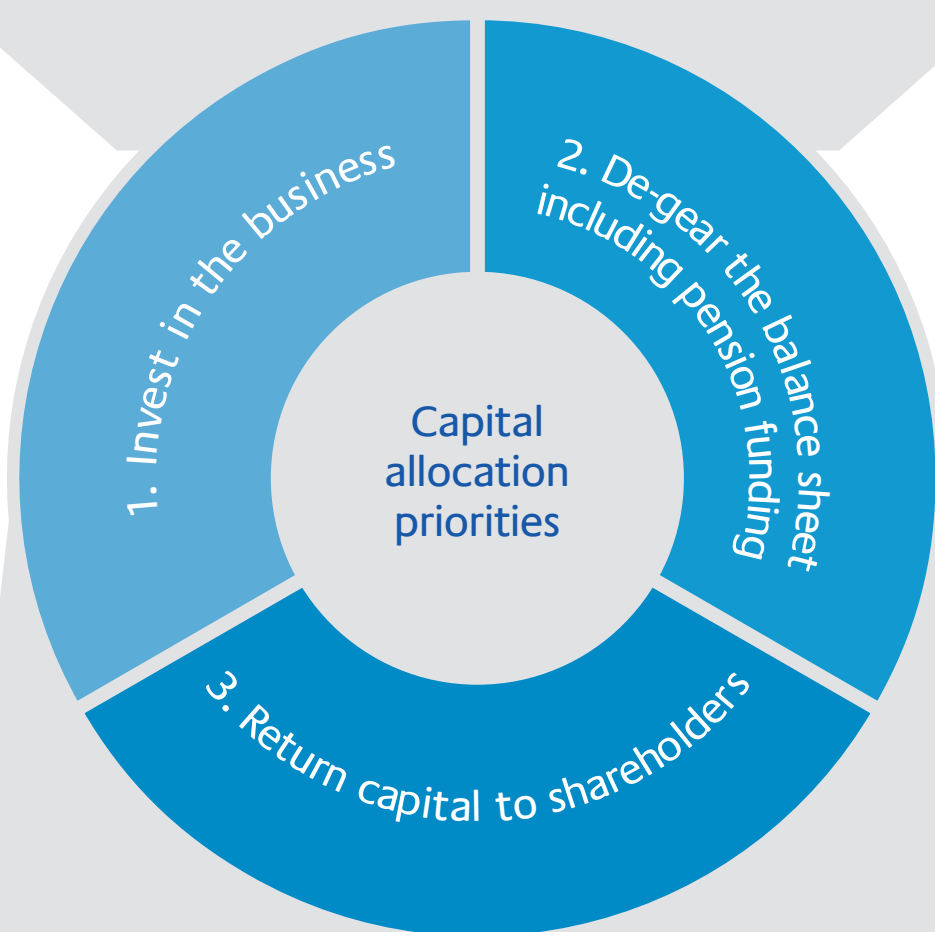 1. Invest in the business
2. De-gear the balance sheet
including pension funding
Capital
allocation
priorities
3. Return capital to shareholders